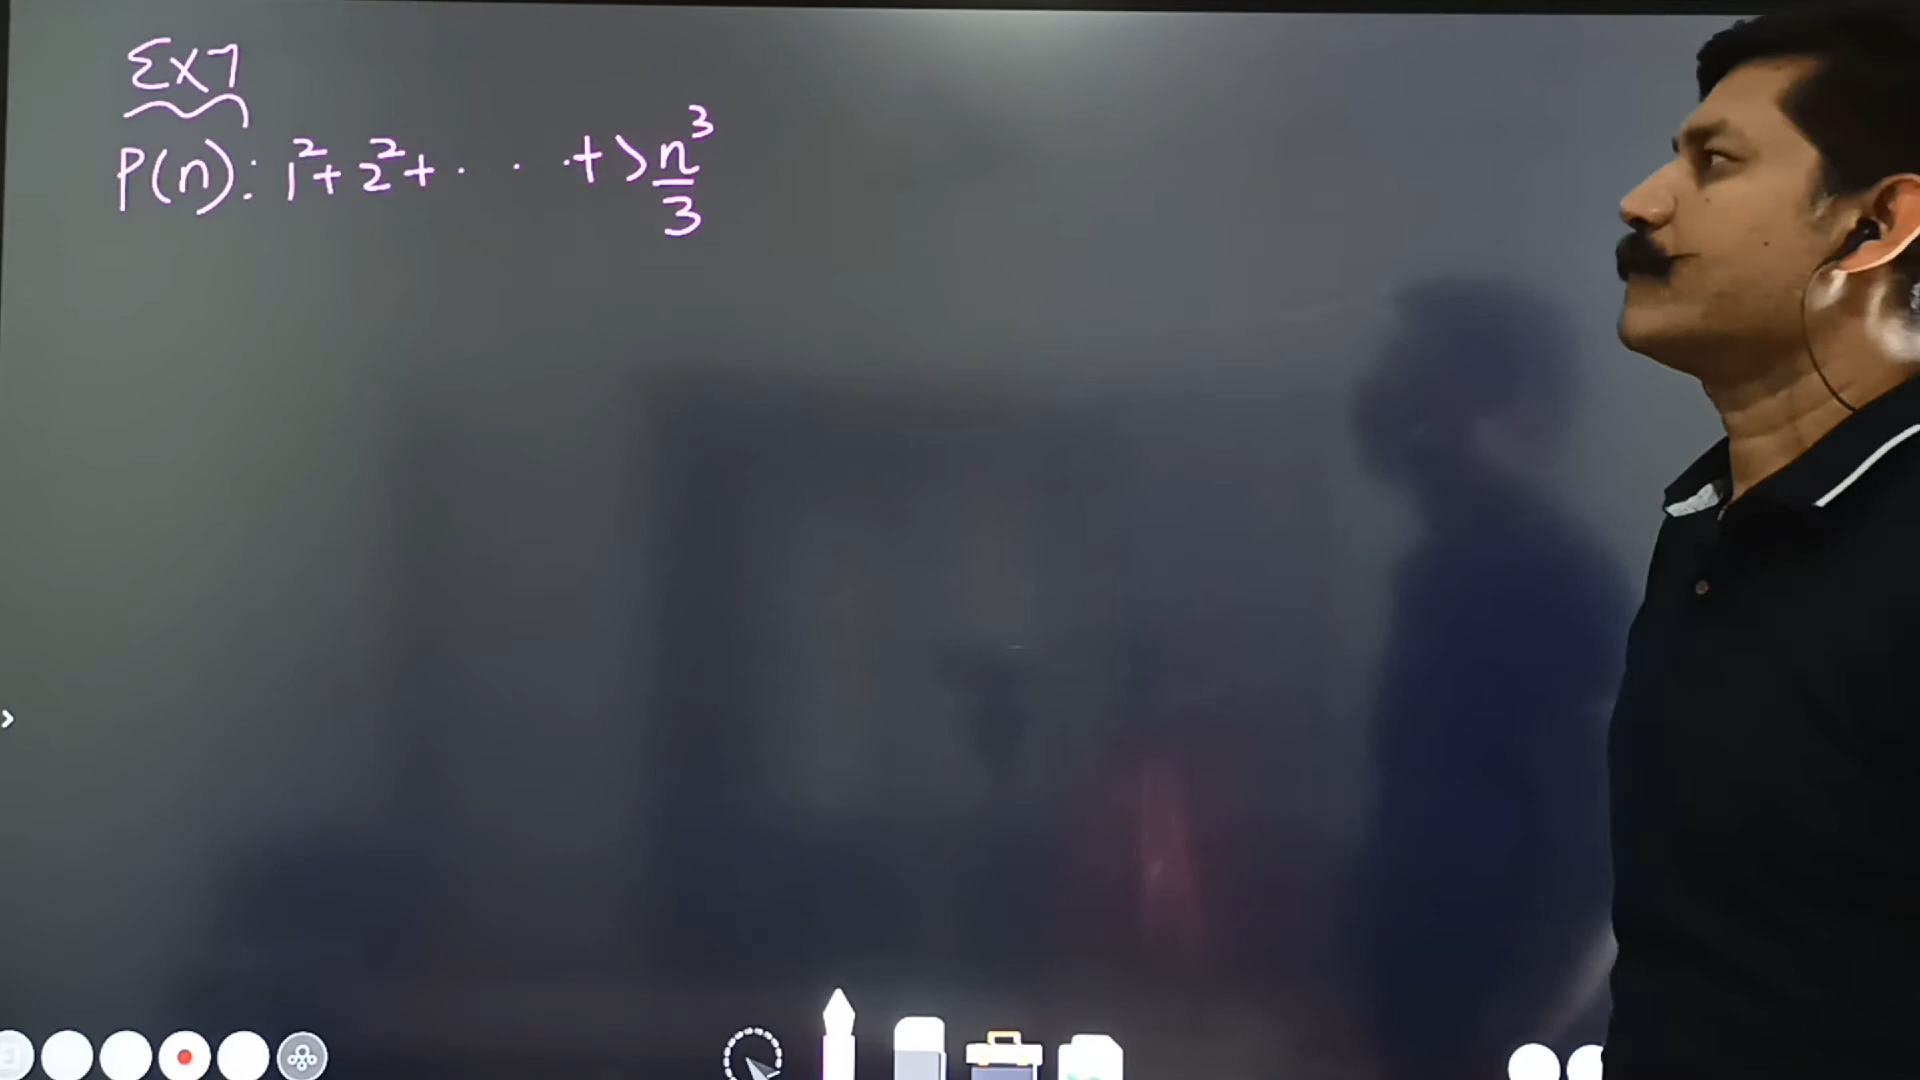 Ex 7
P(n): 1²+2²+ . . .+ > n³/3